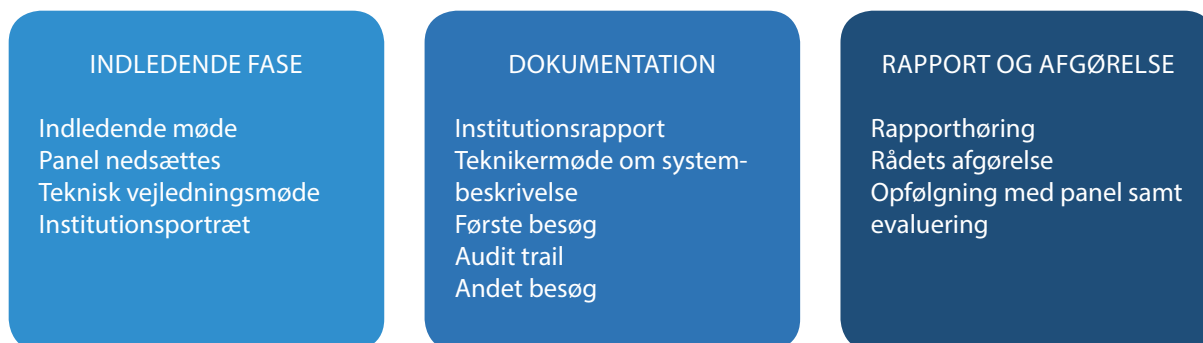 INDLEDENDE FASE
Indledende møde
Panel nedsættes
Teknisk vejledningsmøde
Institutionsportræt
DOKUMENTATION
Institutionsrapport
Teknikermøde om system-
beskrivelse
Første besøg
Audit trail
Andet besøg
RAPPORT OG AFGØRELSE
Rapporthøring
Rådets afgørelse
Opfølgning med panel samt
evaluering